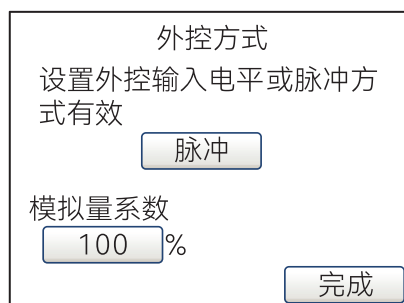 外控方式
设置外控输入电平或脉冲方
式有效
脉冲
模拟量系数
100 %
完成